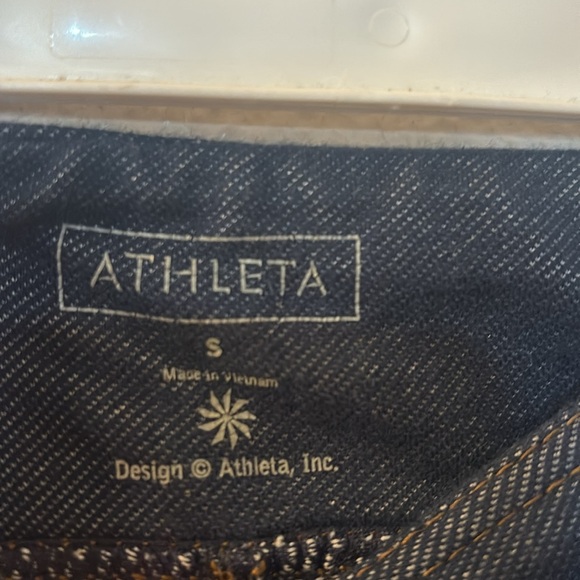 ATHLETA
S
Made in Vietnam
Design © Athleta, Inc.